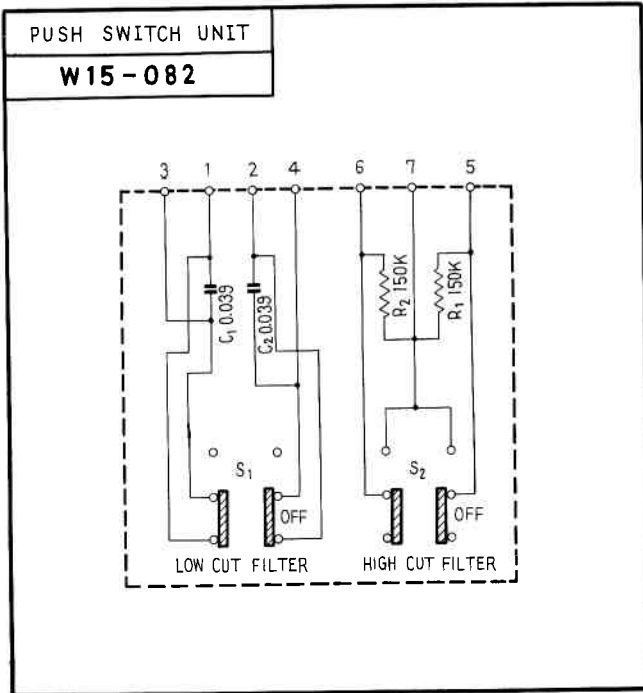 PUSH SWITCH UNIT
W15-082
3 1 2 4 6 7 5
C₁ 0.039
C₂ 0.039
R₂ 150K
R₁ 150K
S₁
S₂
OFF
OFF
LOW CUT FILTER
HIGH CUT FILTER